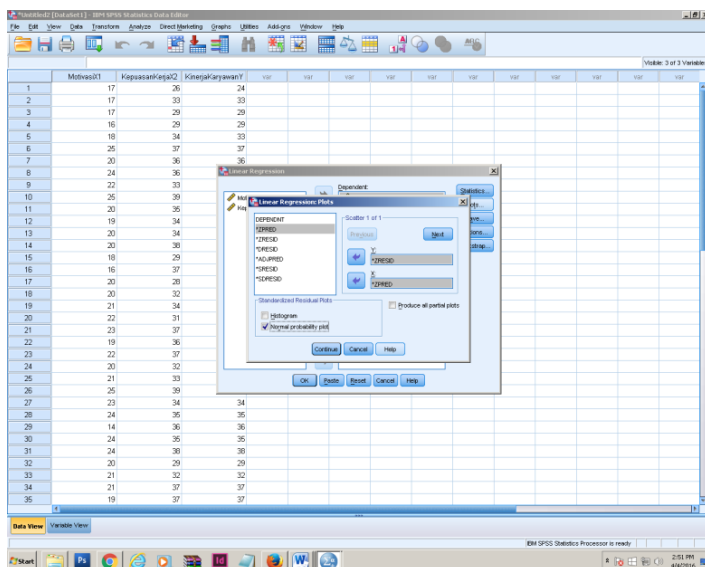 *Untitled2 [DataSet1] - IBM SPSS Statistics Data Editor
File Edit View Data Transform Analyze Direct Marketing Graphs Utilities Add-ons Window Help
Visible: 3 of 3 Variable
MotivasiX1 KepuasanKerjaX2 KinerjaKaryawanY var var var var var var var var var
1 17 26 24
2 17 33 33
3 17 29 29
4 16 29 29
5 18 34 33
6 25 37 37
7 20 36 36
8 24 36
9 22 33
10 25 39
11 20 35
12 19 34
13 20 34
14 20 38
15 18 29
16 16 37
17 20 28
18 20 32
19 21 34
20 22 31
21 23 37
22 19 36
23 22 37
24 20 32
25 21 33
26 25 39
27 23 34 34
28 24 35 35
29 14 36 36
30 24 35 35
31 24 38 38
32 20 29 29
33 21 32 32
34 21 37 37
35 19 37 37
Linear Regression
Dependent:
Statistics...
Linear Regression: Plots
DEPENDNT
*ZPRED
*ZRESID
*DRESID
*ADJPRED
*SRESID
*SDRESID
Scatter 1 of 1
Previous Next
Y:
*ZRESID
X:
*ZPRED
Standardized Residual Plots
Histogram
Normal probability plot
Produce all partial plots
Continue Cancel Help
OK Paste Reset Cancel Help
Data View Variable View
IBM SPSS Statistics Processor is ready
Start
2:51 PM